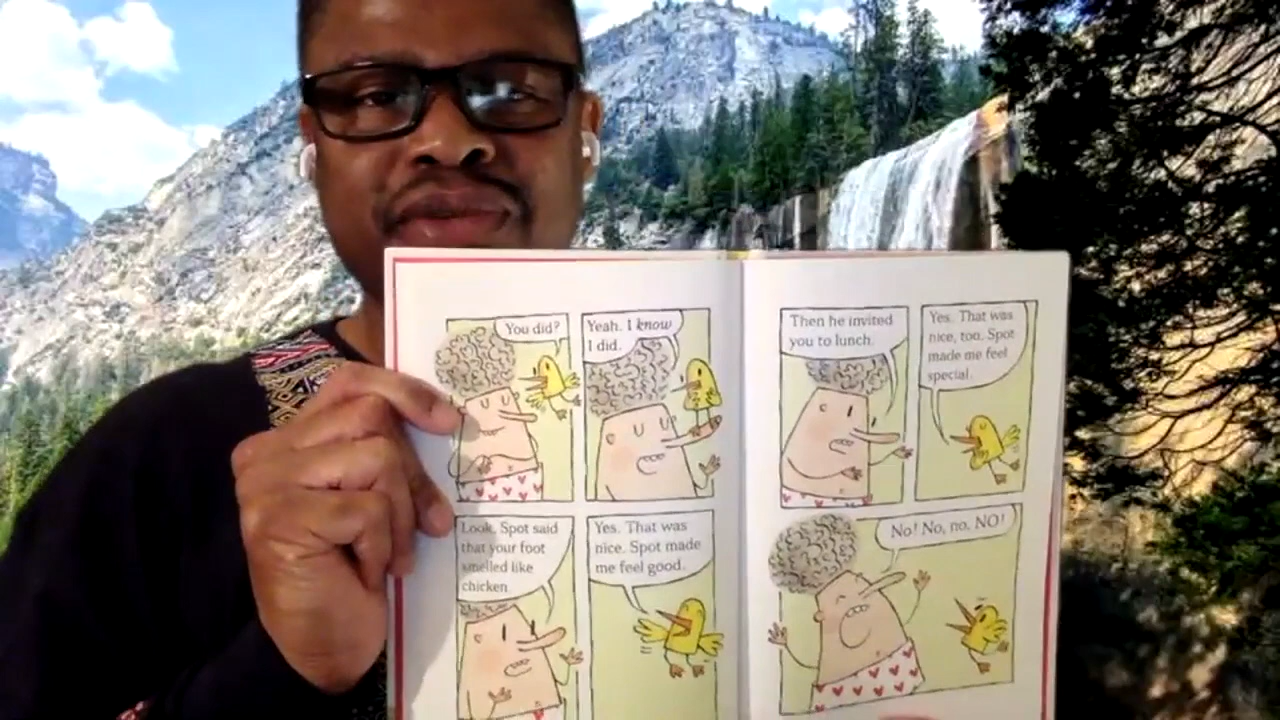 You did?
Yeah. I know
I did.
Look. Spot said
that your foot
smelled like
chicken
Yes. That was
nice. Spot made
me feel good.
Then he invited
you to lunch.
Yes. That was
nice, too. Spot
made me feel
special.
No! No, no, NO!